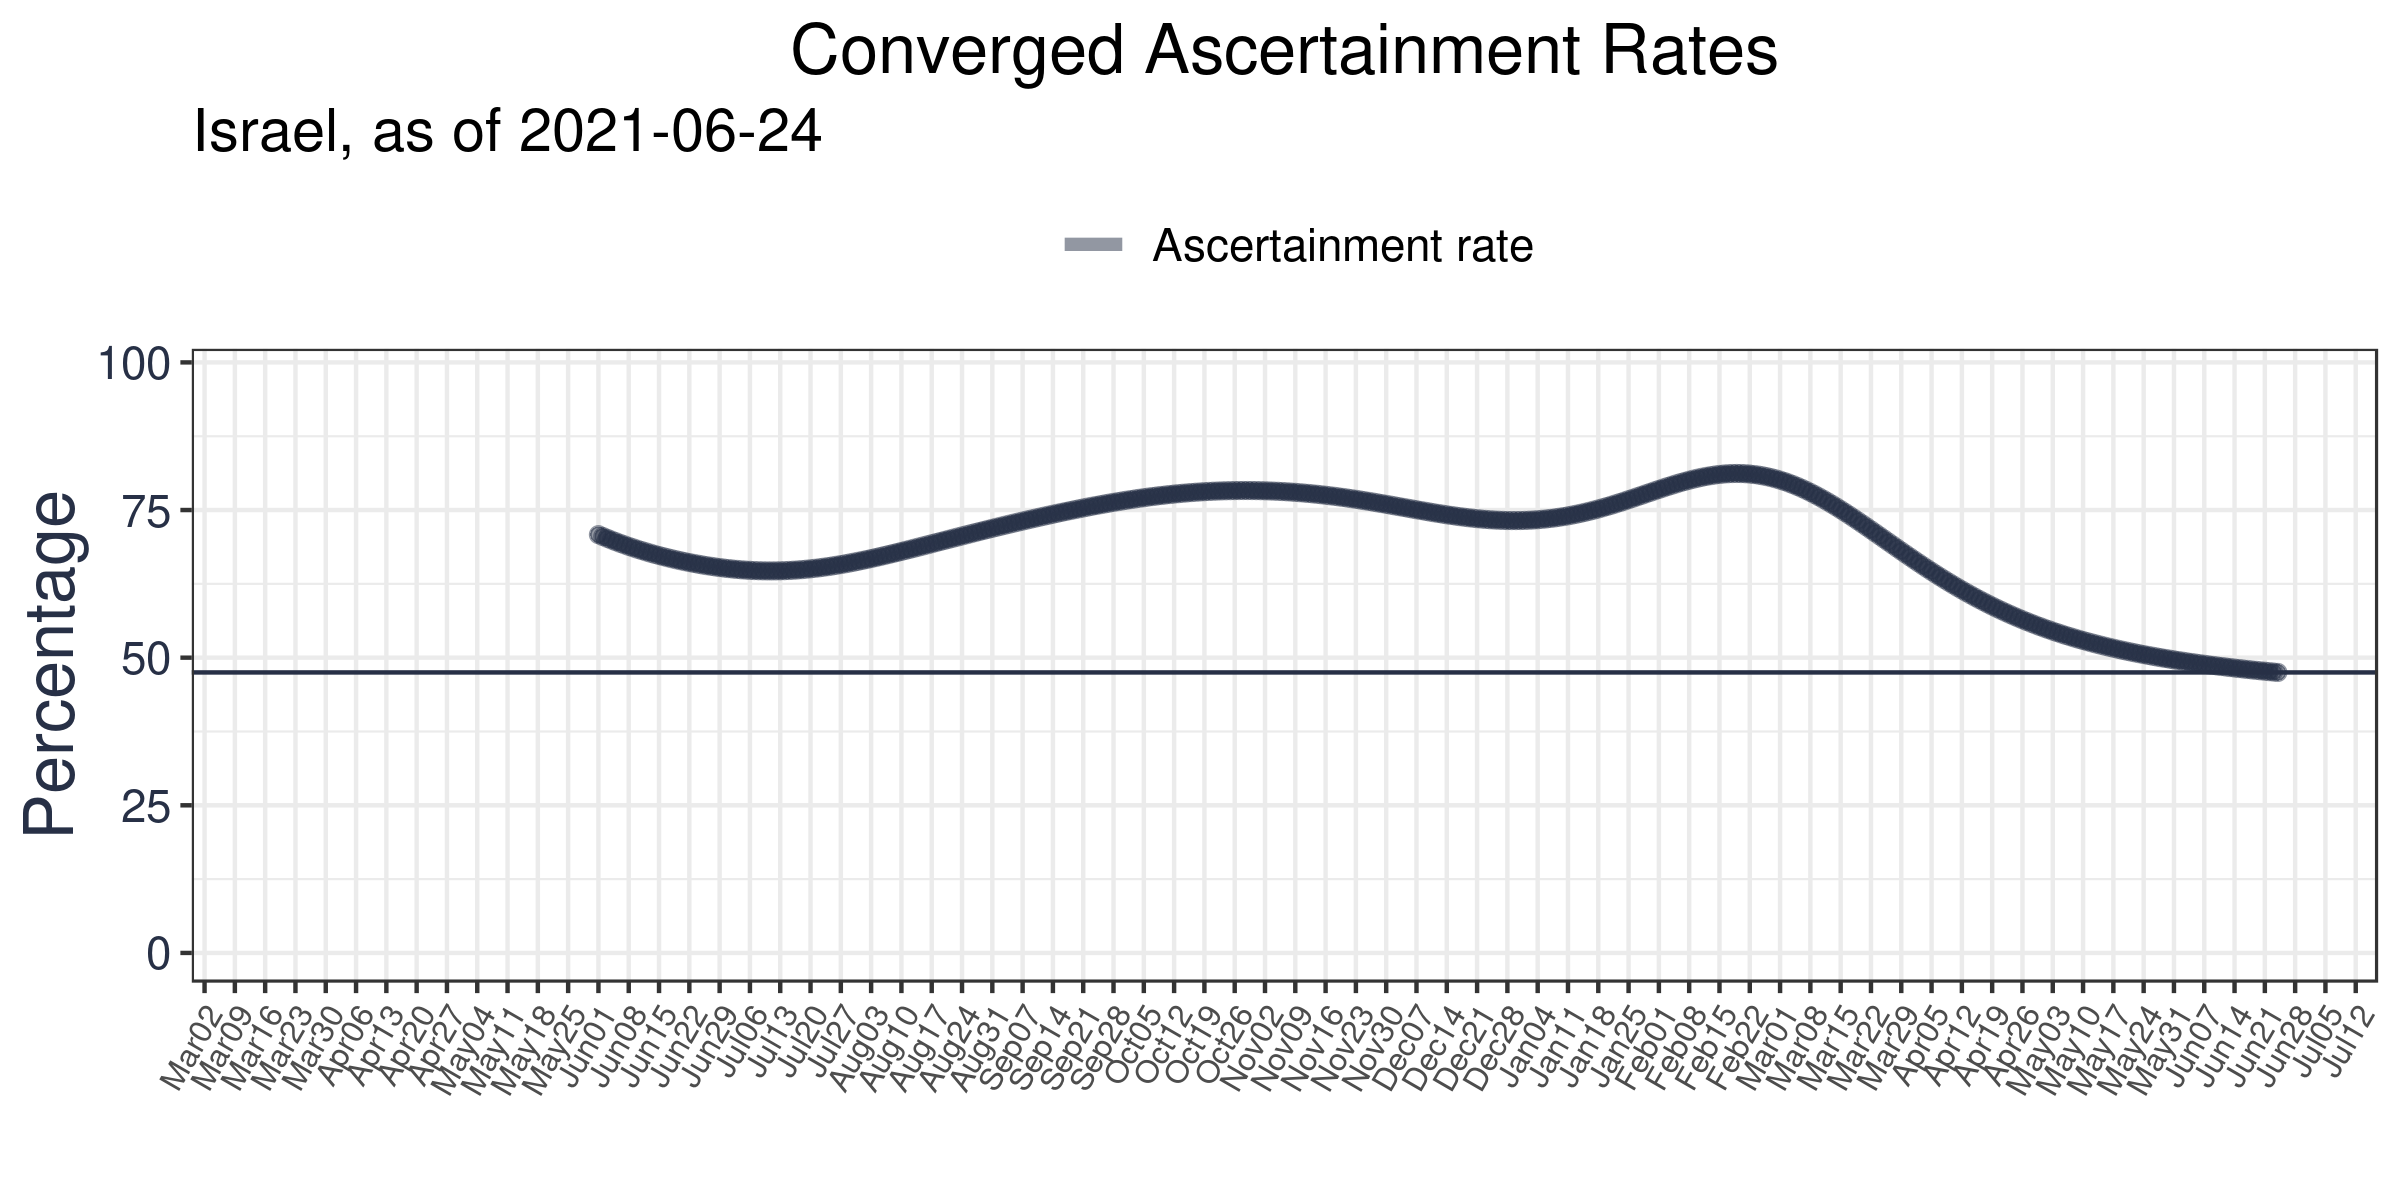 Converged Ascertainment Rates
Israel, as of 2021-06-24
Ascertainment rate
Percentage
100
75
50
25
0
Mar02 Mar09 Mar16 Mar23 Mar30 Apr06 Apr13 Apr20 Apr27 May04 May11 May18 May25 Jun01 Jun08 Jun15 Jun22 Jun29 Jul06 Jul13 Jul20 Jul27 Aug03 Aug10 Aug17 Aug24 Aug31 Sep07 Sep14 Sep21 Sep28 Oct05 Oct12 Oct19 Oct26 Nov02 Nov09 Nov16 Nov23 Nov30 Dec07 Dec14 Dec21 Dec28 Jan04 Jan11 Jan18 Jan25 Feb01 Feb08 Feb15 Feb22 Mar01 Mar08 Mar15 Mar22 Mar29 Apr05 Apr12 Apr19 Apr26 May03 May10 May17 May24 May31 Jun07 Jun14 Jun21 Jun28 Jul05 Jul12